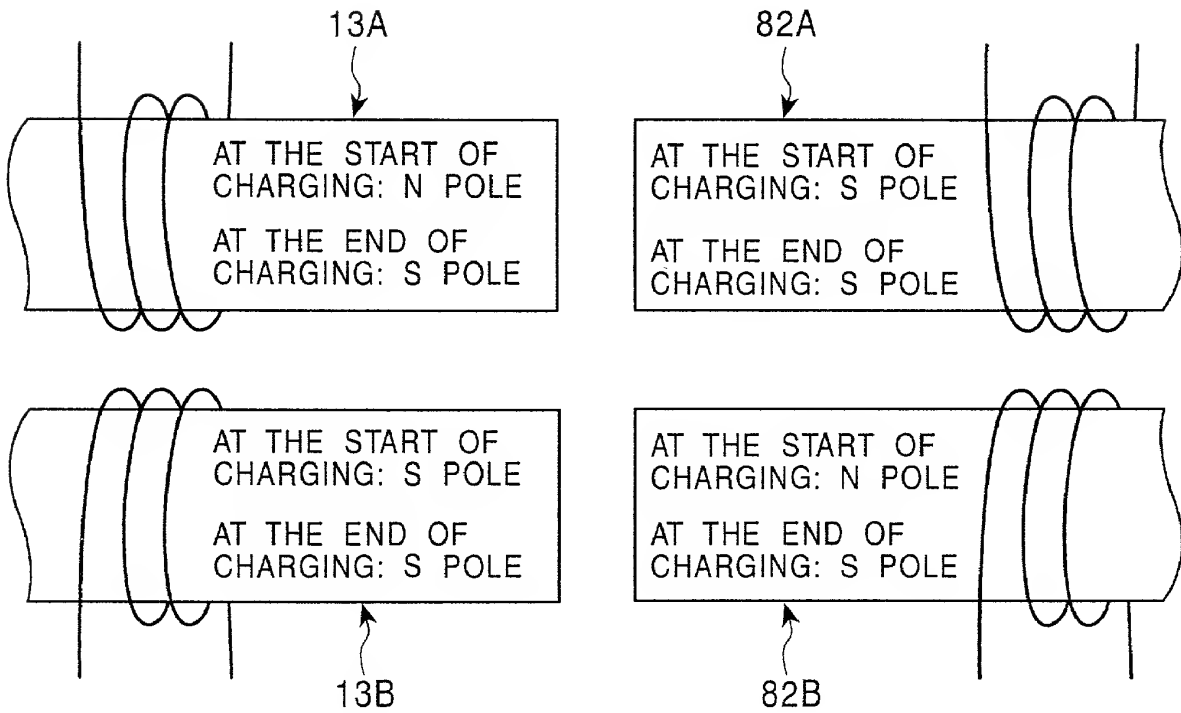 13A
82A
AT THE START OF
CHARGING: N POLE
AT THE END OF
CHARGING: S POLE
AT THE START OF
CHARGING: S POLE
AT THE END OF
CHARGING: S POLE
AT THE START OF
CHARGING: S POLE
AT THE END OF
CHARGING: S POLE
AT THE START OF
CHARGING: N POLE
AT THE END OF
CHARGING: S POLE
13B
82B